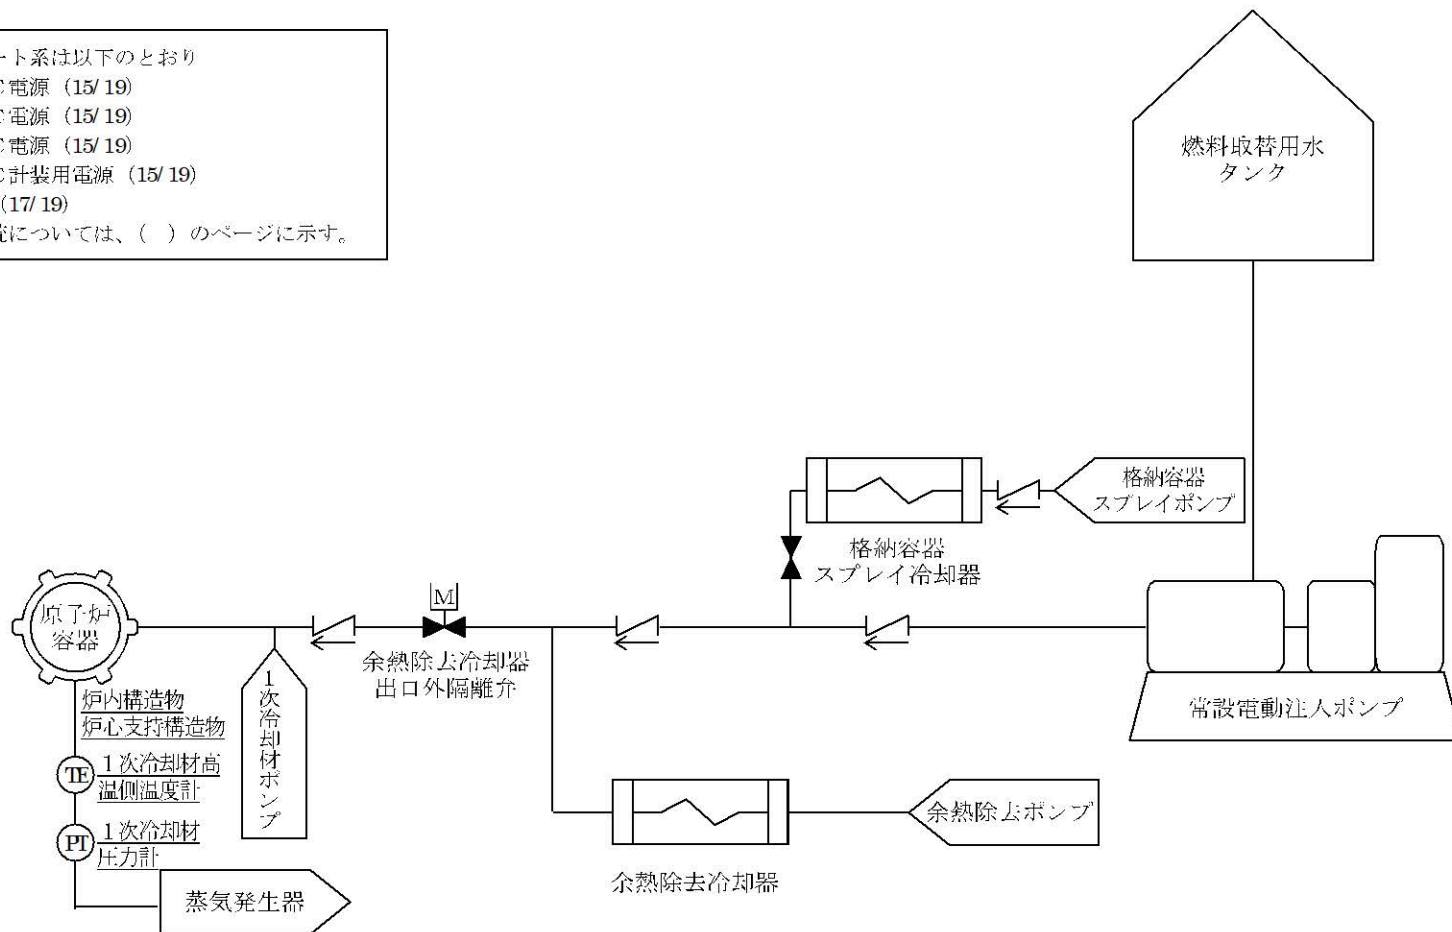 ート系は以下のとおり
電源 (15/19)
電源 (15/19)
電源 (15/19)
計装用電源 (15/19)
(17/19)
については、( ) のページに示す。
燃料取替用水
タンク
格納容器
スプレイポンプ
格納容器
スプレイ冷却器
原子炉
容器
M
余熱除去冷却器
出口外隔離弁
炉内構造物
炉心支持構造物
1次冷却材ポンプ
常設電動注入ポンプ
TE
1次冷却材高
温側温度計
PT
1次冷却材
圧力計
余熱除去ポンプ
余熱除去冷却器
蒸気発生器